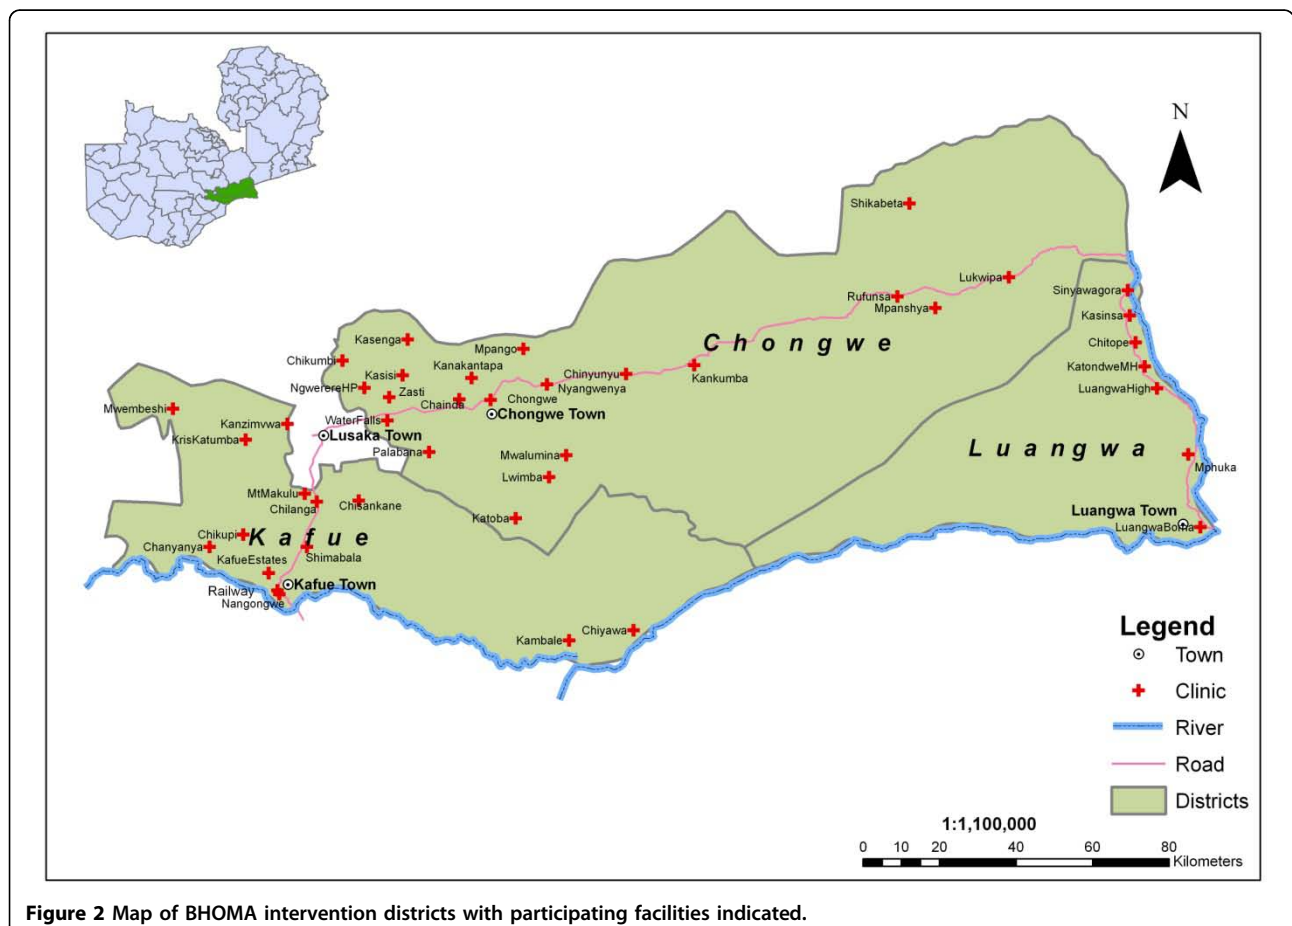 N
Shikabeta
Lukwipa
Sinyawagora
Rufunsa
Mpanshya
Kasinsa
Kasenga
Chongwe
Chitope
Mpango
Chikumbi
Kanakantapa
KatondweMH
Kasisi
Chinyunyu
Kankumba
NgwerereHP
Nyangwenya
LuangwaHigh
Zasti
Chainda
Chongwe
Mwembeshi
Chongwe Town
WaterFalls
Kanzimvwa
Lusaka Town
KrisKatumba
Luangwa
Palabana
Mwalumina
Mphuka
Lwimba
MtMakulu
Chilanga
Chisankane
Katoba
Luangwa Town
LuangwaBoma
Chikupi
Kafue
Chanyanya
Shimabala
KafueEstates
Kafue Town
Railway
Nangongwe
Chiyawa
Kambale
Legend
Town
Clinic
River
Road
Districts
1:1,100,000
0 10 20 40 60 80
Kilometers
Figure 2 Map of BHOMA intervention districts with participating facilities indicated.